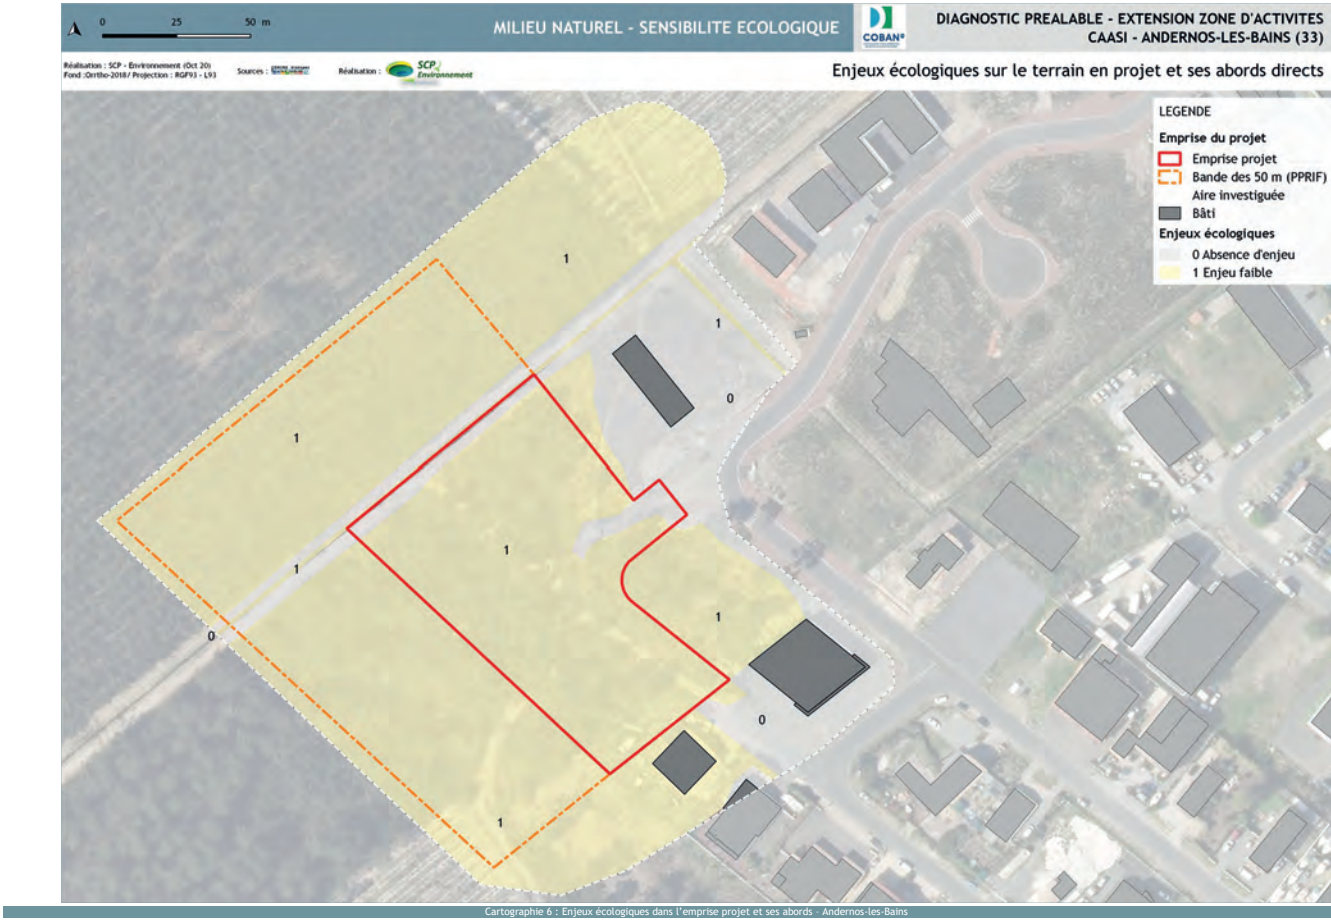 0 25 50 m
MILIEU NATUREL - SENSIBILITE ECOLOGIQUE
COBAN
DIAGNOSTIC PREALABLE - EXTENSION ZONE D'ACTIVITES
CAASI - ANDERNOS-LES-BAINS (33)
Réalisation : SCP - Environnement (Oct 20)
Fond :Orrtho-2018/ Projection : RGF93 - L93
Sources :
Réalisation :
SCP
Environnement
Enjeux écologiques sur le terrain en projet et ses abords directs
LEGENDE
Emprise du projet
Emprise projet
Bande des 50 m (PPRIF)
Aire investiguée
Bâti
Enjeux écologiques
0 Absence d'enjeu
1 Enjeu faible
1
1
0
1
1
1
1
0
1
0
1
Cartographie 6 : Enjeux écologiques dans l'emprise projet et ses abords - Andernos-les-Bains